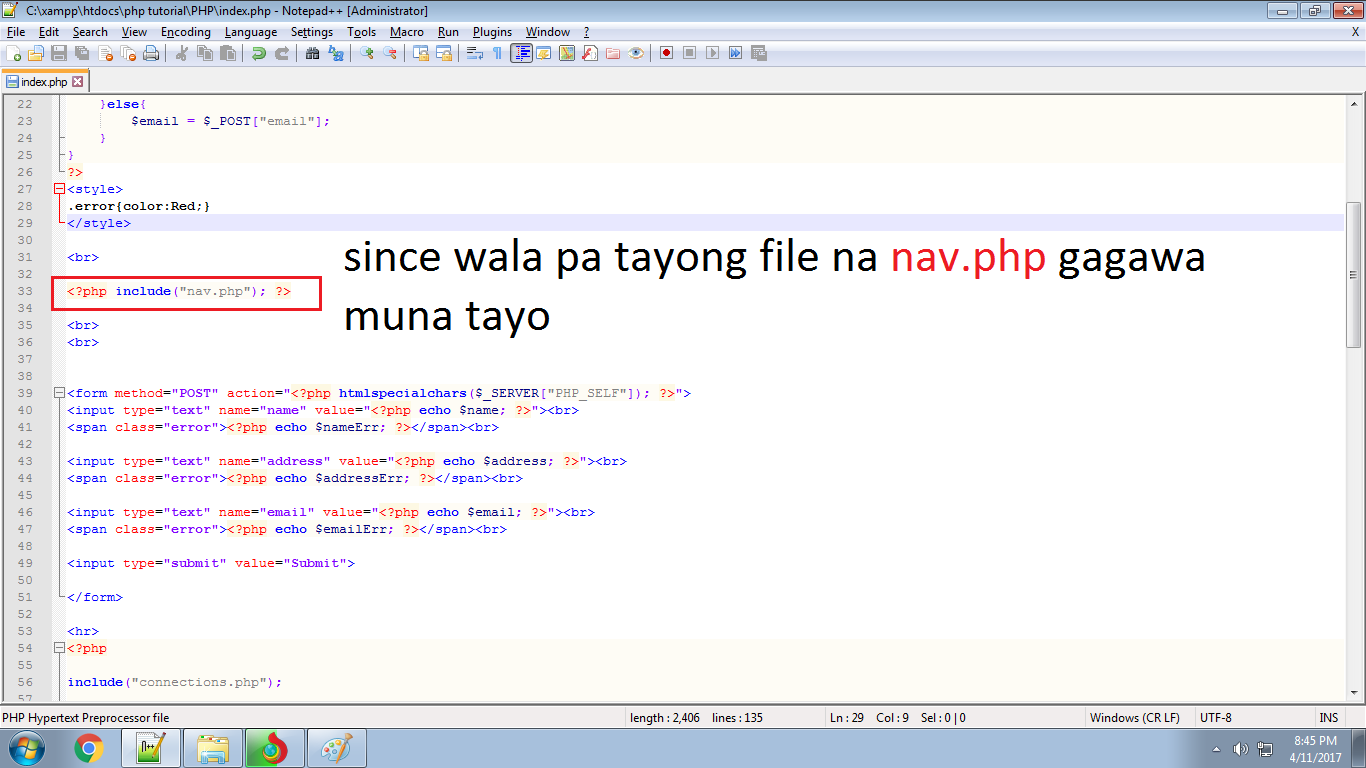 C:\xampp\htdocs\php tutorial\PHP\index.php - Notepad++ [Administrator]
File Edit Search View Encoding Language Settings Tools Macro Run Plugins Window ? X
index.php
22 }else{
23 $email = $_POST["email"];
24 }
25 }
26 ?>
27 <style>
28 .error{color:Red;}
29 </style>
30
31 <br>
32
33 <?php include("nav.php"); ?>
34
35 <br>
36 <br>
37
38
39 <form method="POST" action="<?php htmlspecialchars($_SERVER["PHP_SELF"]); ?>">
40 <input type="text" name="name" value="<?php echo $name; ?>"><br>
41 <span class="error"><?php echo $nameErr; ?></span><br>
42
43 <input type="text" name="address" value="<?php echo $address; ?>"><br>
44 <span class="error"><?php echo $addressErr; ?></span><br>
45
46 <input type="text" name="email" value="<?php echo $email; ?>"><br>
47 <span class="error"><?php echo $emailErr; ?></span><br>
48
49 <input type="submit" value="Submit">
50
51 </form>
52
53 <hr>
54 <?php
55
56 include("connections.php");
57
since wala pa tayong file na nav.php gagawa
muna tayo
PHP Hypertext Preprocessor file length : 2,406 lines : 135 Ln : 29 Col : 9 Sel : 0 | 0 Windows (CR LF) UTF-8 INS
8:45 PM
4/11/2017